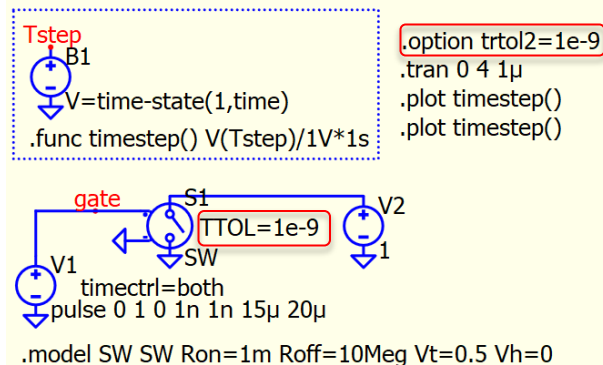 Tstep
B1
V=time-state(1,time)
.func timestep() V(Tstep)/1V*1s
.option trtol2=1e-9
.tran 0 4 1µ
.plot timestep()
.plot timestep()
gate
S1
TTOL=1e-9
SW
V2
1
V1
timectrl=both
pulse 0 1 0 1n 1n 15µ 20µ
.model SW SW Ron=1m Roff=10Meg Vt=0.5 Vh=0